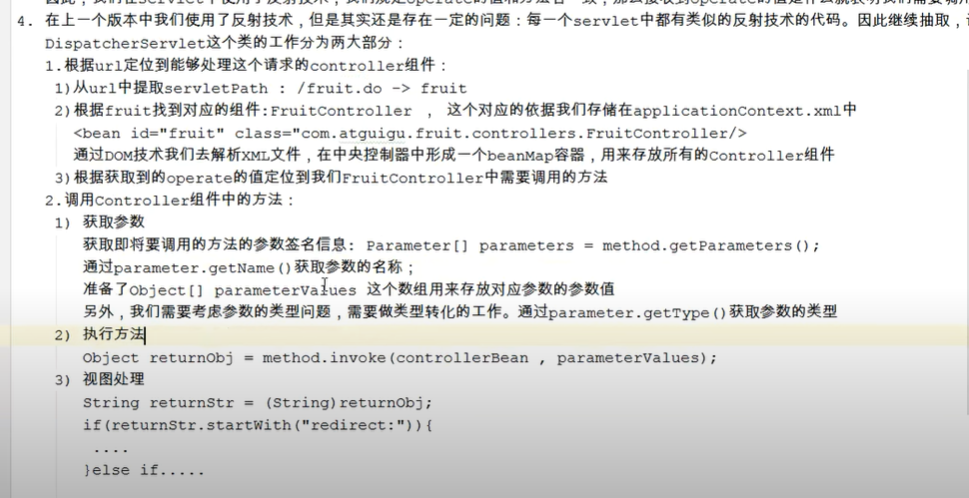 4. 在上一个版本中我们使用了反射技术，但是其实还是存在一定的问题：每一个servlet中都有类似的反射技术的代码。因此继续抽取，
DispatcherServlet这个类的工作分为两大部分：
1.根据url定位到能够处理这个请求的controller组件：
1)从url中提取servletPath : /fruit.do -> fruit
2)根据fruit找到对应的组件:FruitController ， 这个对应的依据我们存储在applicationContext.xml中
<bean id="fruit" class="com.atguigu.fruit.controllers.FruitController/>
通过DOM技术我们去解析XML文件，在中央控制器中形成一个beanMap容器，用来存放所有的Controller组件
3)根据获取到的operate的值定位到我们FruitController中需要调用的方法
2.调用Controller组件中的方法：
1) 获取参数
获取即将要调用的方法的参数签名信息: Parameter[] parameters = method.getParameters();
通过parameter.getName()获取参数的名称；
准备了Object[] parameterValues 这个数组用来存放对应参数的参数值
另外，我们需要考虑参数的类型问题，需要做类型转化的工作。通过parameter.getType()获取参数的类型
2) 执行方法
Object returnObj = method.invoke(controllerBean , parameterValues);
3) 视图处理
String returnStr = (String)returnObj;
if(returnStr.startWith("redirect:")){
....
}else if.....